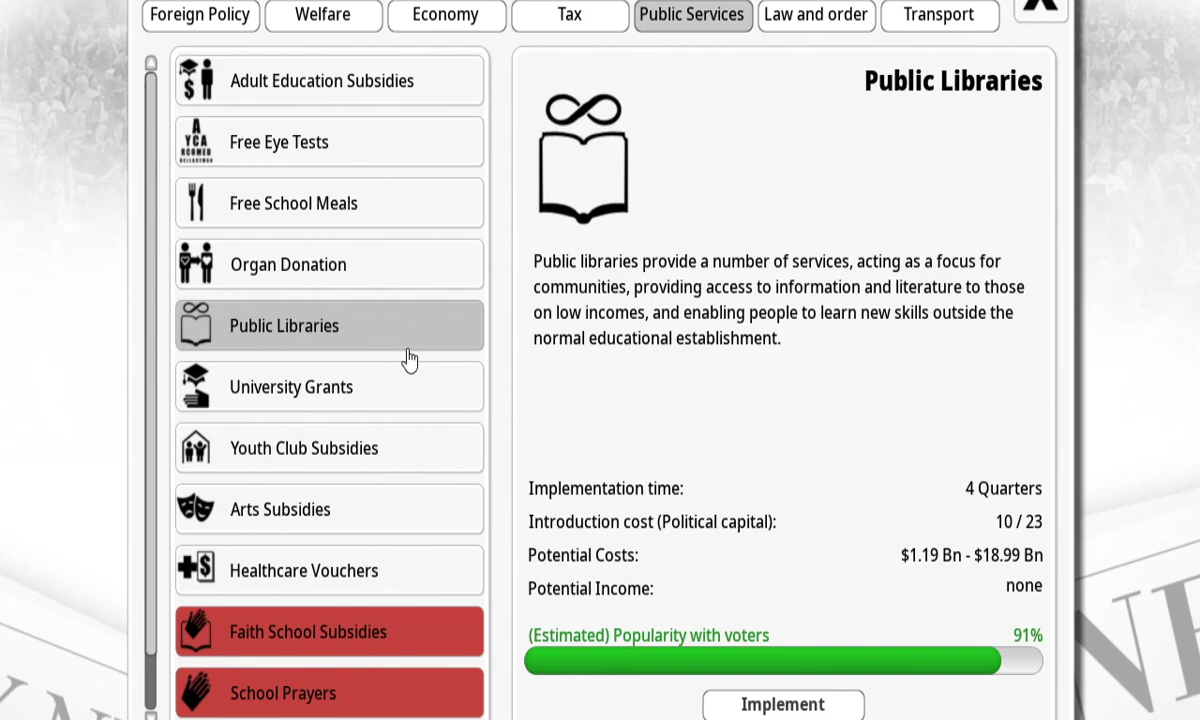 Foreign Policy
Welfare
Economy
Tax
Public Services
Law and order
Transport
Adult Education Subsidies
Free Eye Tests
Free School Meals
Organ Donation
Public Libraries
University Grants
Youth Club Subsidies
Arts Subsidies
Healthcare Vouchers
Faith School Subsidies
School Prayers
Public Libraries
Public libraries provide a number of services, acting as a focus for
communities, providing access to information and literature to those
on low incomes, and enabling people to learn new skills outside the
normal educational establishment.
Implementation time: 4 Quarters
Introduction cost (Political capital): 10 / 23
Potential Costs: $1.19 Bn - $18.99 Bn
Potential Income: none
(Estimated) Popularity with voters 91%
Implement